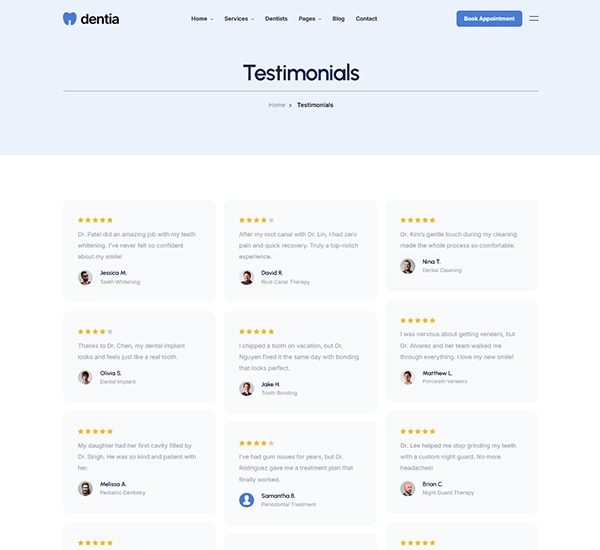 dentia
Home
Services
Dentists
Pages
Blog
Contact
Book Appointment
Testimonials
Home › Testimonials
Dr. Patel did an amazing job with my teeth
whitening. I've never felt so confident
about my smile!
Jessica M.
Teeth Whitening
Thanks to Dr. Chen, my dental implant
looks and feels just like a real tooth.
Olivia S.
Dental Implant
My daughter had her first cavity filled by
Dr. Singh. He was so kind and patient with
her.
Melissa A.
Pediatric Dentistry
After my root canal with Dr. Lin, I had zero
pain and quick recovery. Truly a top-notch
experience.
David R.
Root Canal Therapy
I chipped a tooth on vacation, but Dr.
Nguyen fixed it the same day with bonding
that looks perfect.
Jake H.
Tooth Bonding
I've had gum issues for years, but Dr.
Rodriguez gave me a treatment plan that
finally worked.
Samantha B.
Periodontal Treatment
Dr. Kim's gentle touch during my cleaning
made the whole process so comfortable.
Nina T.
Dental Cleaning
I was nervous about getting veneers, but
Dr. Alvarez and her team walked me
through everything. I love my new smile!
Matthew L.
Porcelain Veneers
Dr. Lee helped me stop grinding my teeth
with a custom night guard. No more
headaches!
Brian C.
Night Guard Therapy